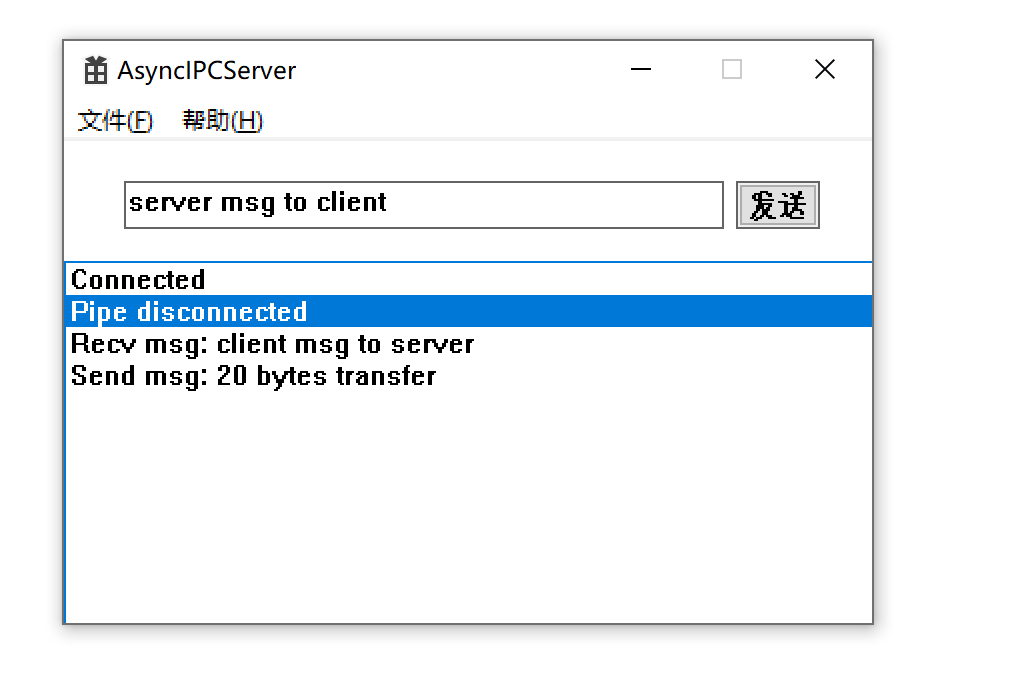 AsyncIPCServer
文件(F) 帮助(H)
server msg to client 发送
Connected
Pipe disconnected
Recv msg: client msg to server
Send msg: 20 bytes transfer